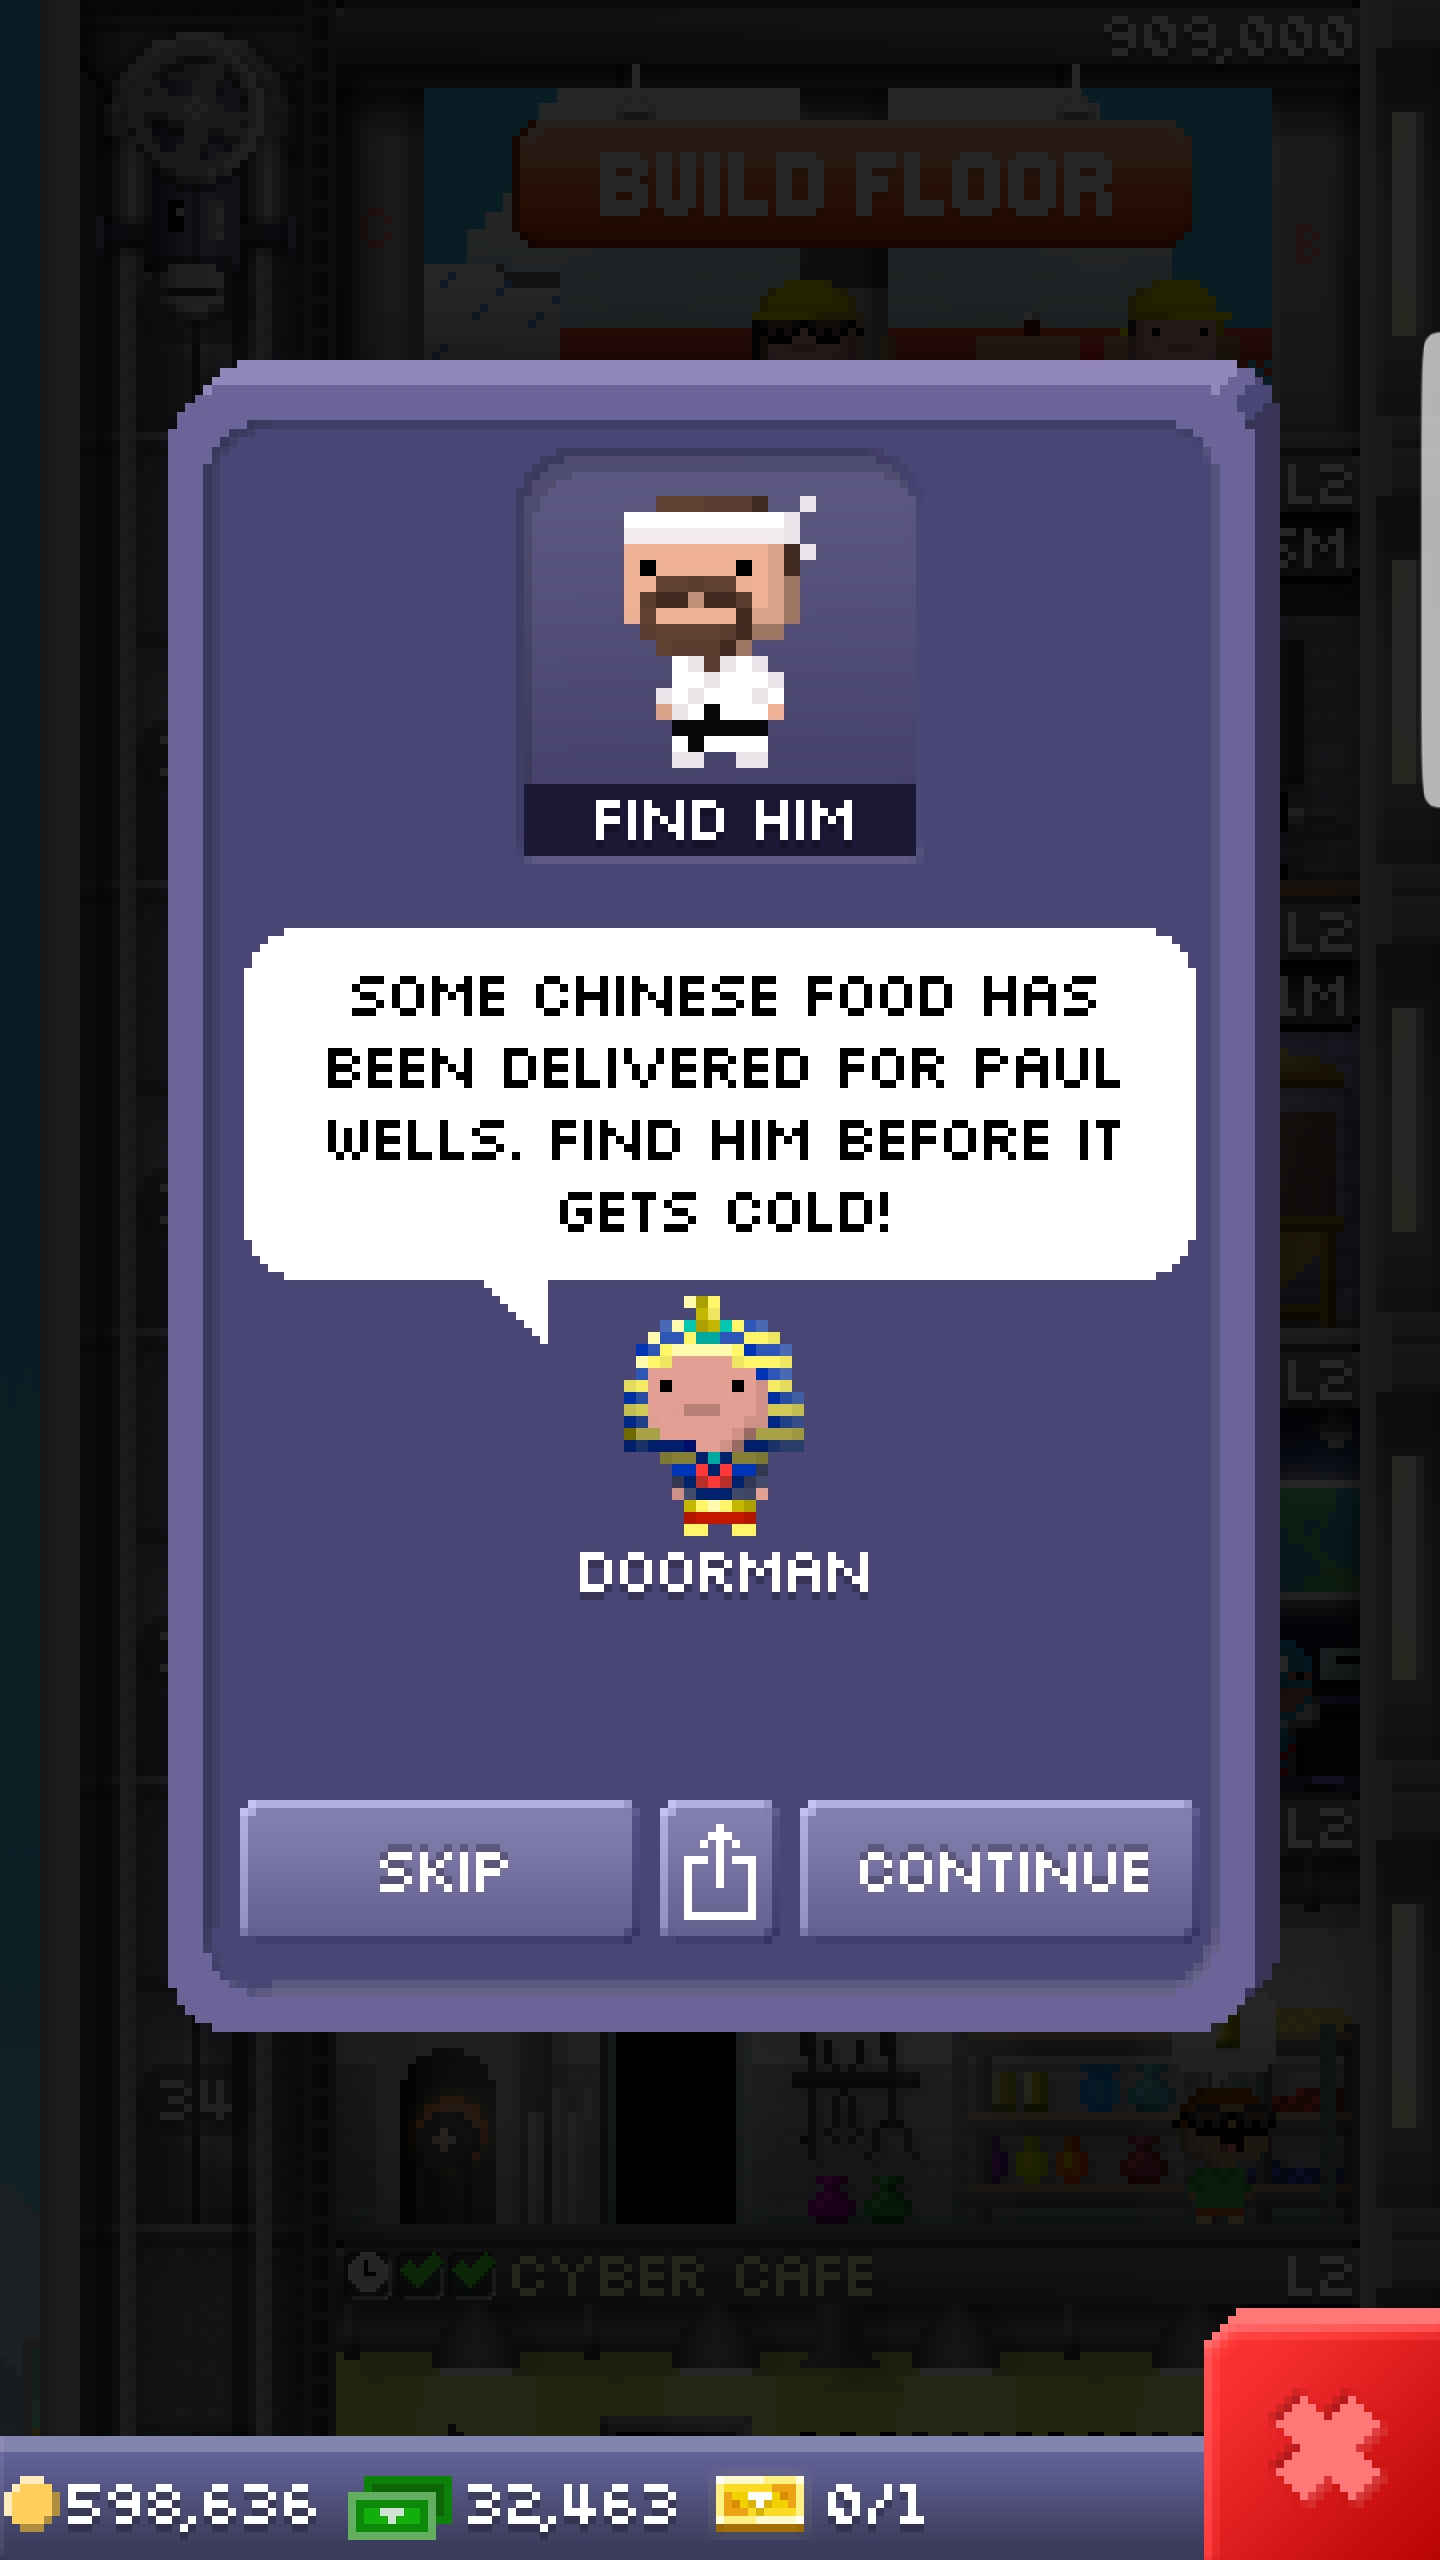 909,000
BUILD FLOOR
C
B
L2
FIND HIM
SOME CHINESE FOOD HAS
BEEN DELIVERED FOR PAUL
WELLS. FIND HIM BEFORE IT
GETS COLD!
L2
L2
DOORMAN
L2
SKIP
CONTINUE
34
CYBER CAFE
L2
598,636
32,463
0/1